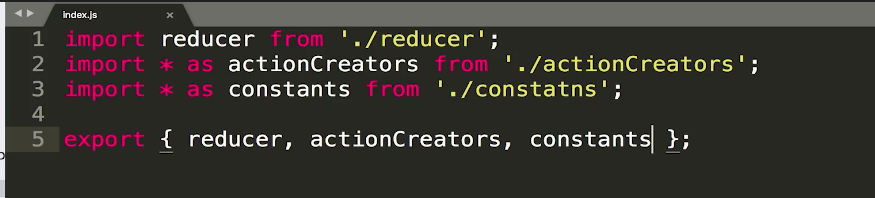 index.js
1 import reducer from './reducer';
2 import * as actionCreators from './actionCreators';
3 import * as constants from './constatns';
4
5 export { reducer, actionCreators, constants };